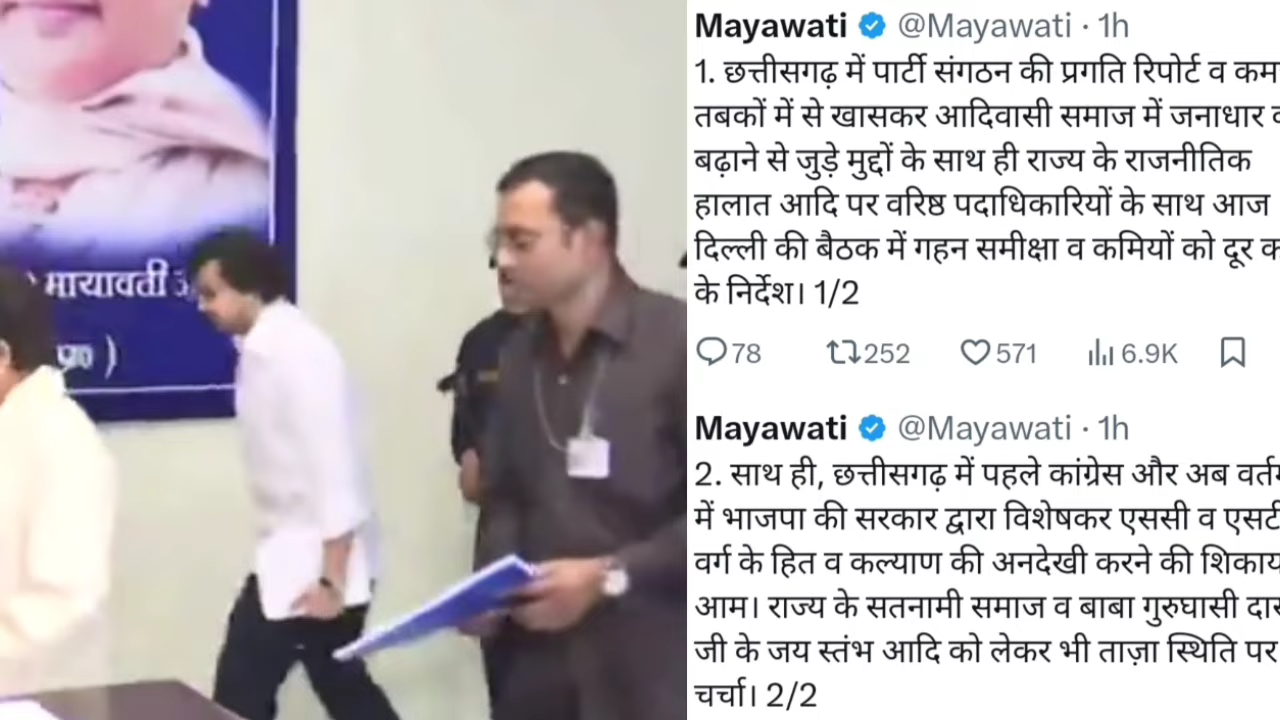 मायावती
)
Mayawati @Mayawati · 1h
1. छत्तीसगढ़ में पार्टी संगठन की प्रगति रिपोर्ट व
तबकों में से खासकर आदिवासी समाज में जनाधार
बढ़ाने से जुड़े मुद्दों के साथ ही राज्य के राजनीतिक
हालात आदि पर वरिष्ठ पदाधिकारियों के साथ आज
दिल्ली की बैठक में गहन समीक्षा व कमियों को दूर
के निर्देश। 1/2
78 252 571 6.9K
Mayawati @Mayawati · 1h
2. साथ ही, छत्तीसगढ़ में पहले कांग्रेस और अब
में भाजपा की सरकार द्वारा विशेषकर एससी व
वर्ग के हित व कल्याण की अनदेखी करने की
आम। राज्य के सतनामी समाज व बाबा गुरुघासी
जी के जय स्तंभ आदि को लेकर भी ताज़ा स्थिति पर
चर्चा। 2/2